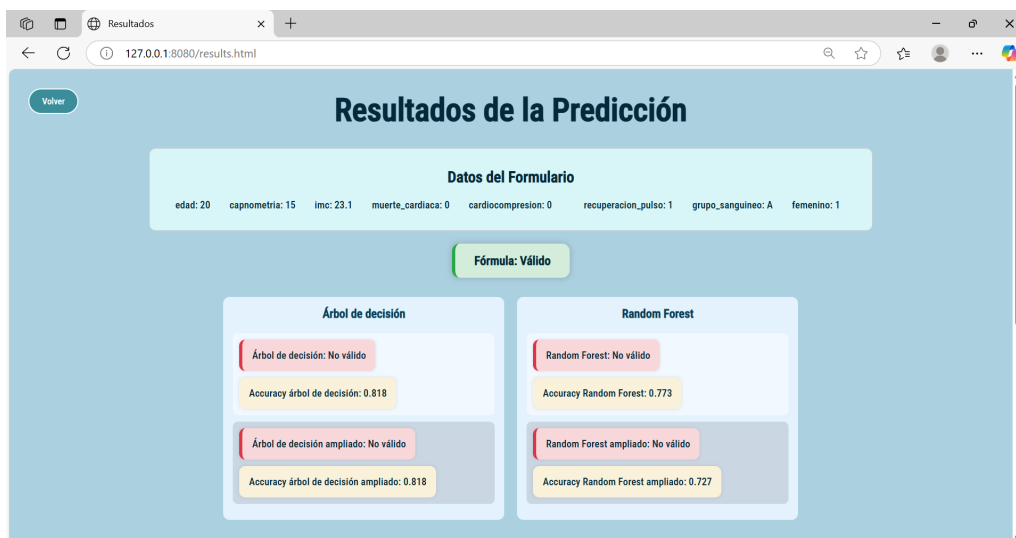 Resultados
127.0.0.1:8080/results.html
Volver
Resultados de la Predicción
Datos del Formulario
edad: 20 capnometria: 15 imc: 23.1 muerte_cardiaca: 0 cardiocompresion: 0 recuperacion_pulso: 1 grupo_sanguineo: A femenino: 1
Fórmula: Válido
Árbol de decisión
Árbol de decisión: No válido
Accuracy árbol de decisión: 0.818
Árbol de decisión ampliado: No válido
Accuracy árbol de decisión ampliado: 0.818
Random Forest
Random Forest: No válido
Accuracy Random Forest: 0.773
Random Forest ampliado: No válido
Accuracy Random Forest ampliado: 0.727